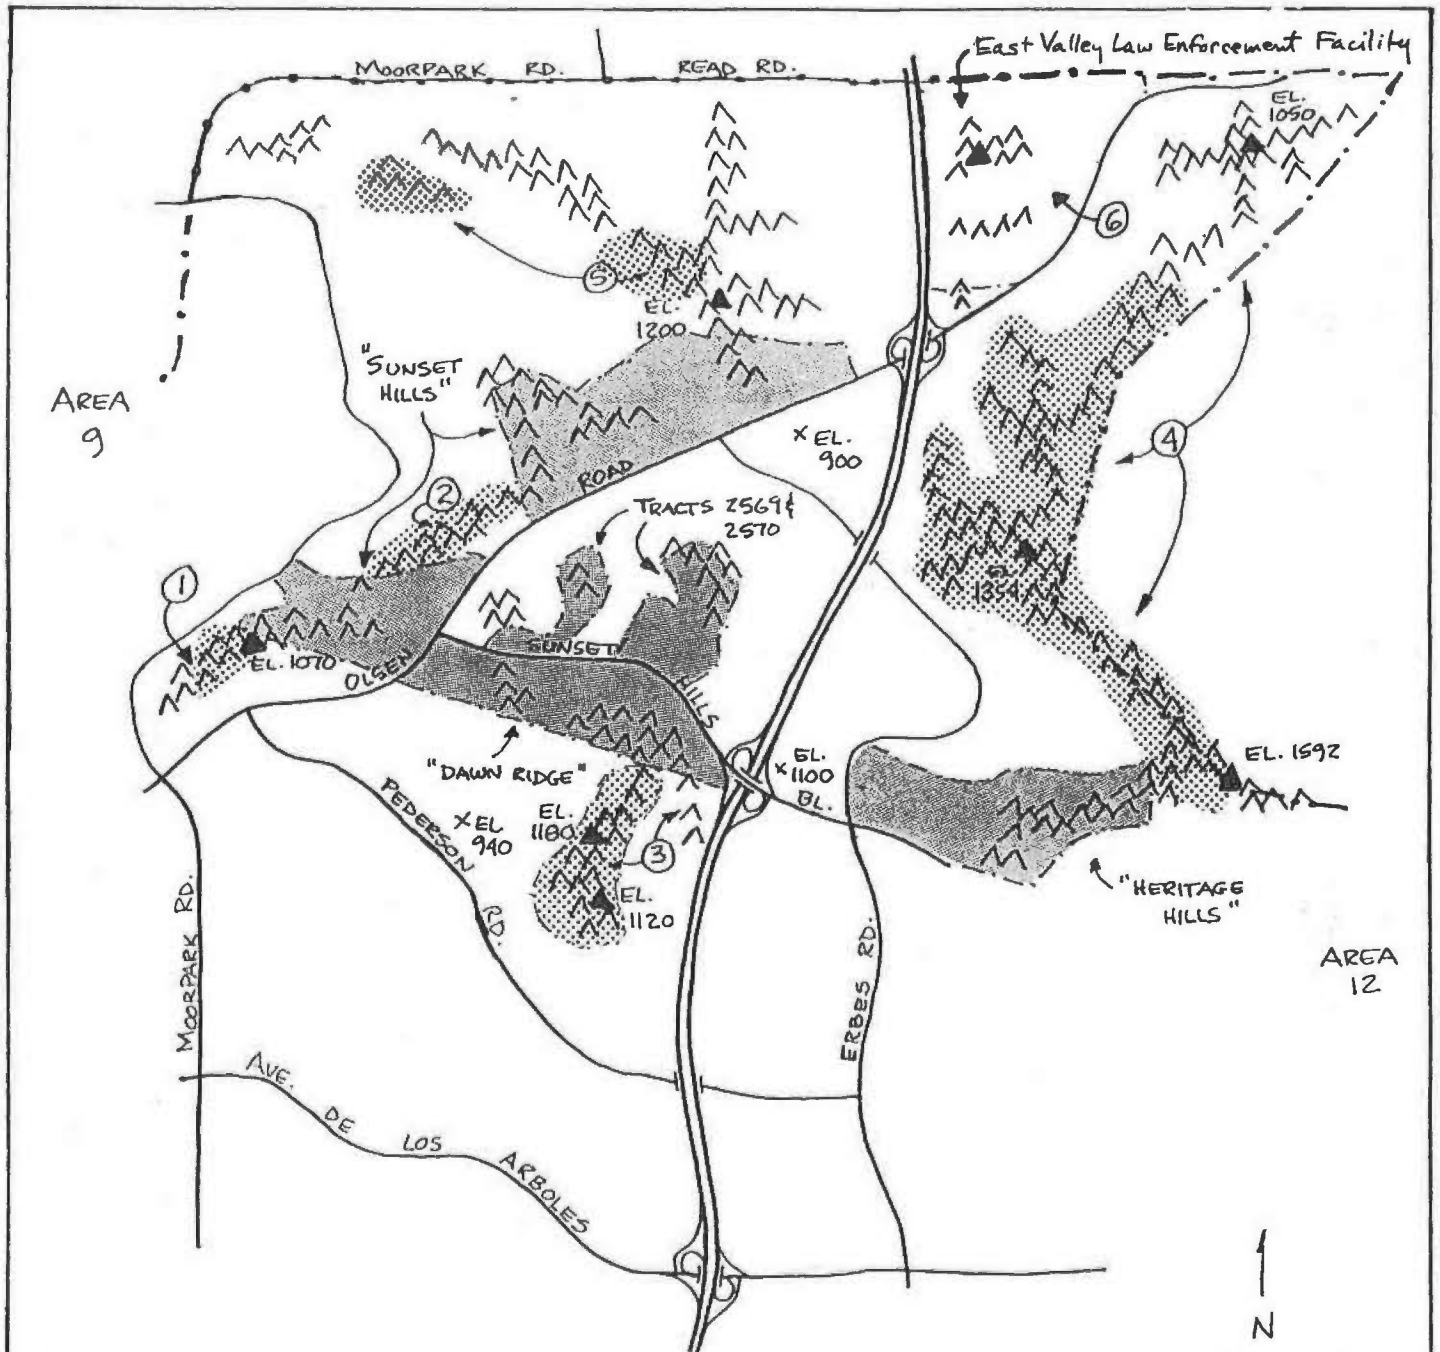 East Valley Law Enforcement Facility
MOORPARK RD.
READ RD.
EL.
1050
6
5
EL.
1200
"SUNSET
HILLS"
AREA
9
4
X EL.
900
2
ROAD
TRACTS 2569 &
2570
1
EL. 1070
OLSEN
SUNSET
HILLS
BL.
EL.
1354
"DAWN RIDGE"
EL.
X 1100
EL. 1592
X EL
940
PEDERSON
RD.
EL.
1180
3
EL.
1120
"HERITAGE
HILLS"
MOORPARK RD.
ERBES RD.
AREA
12
AVE.
DE
LOS
ARBOLES
N